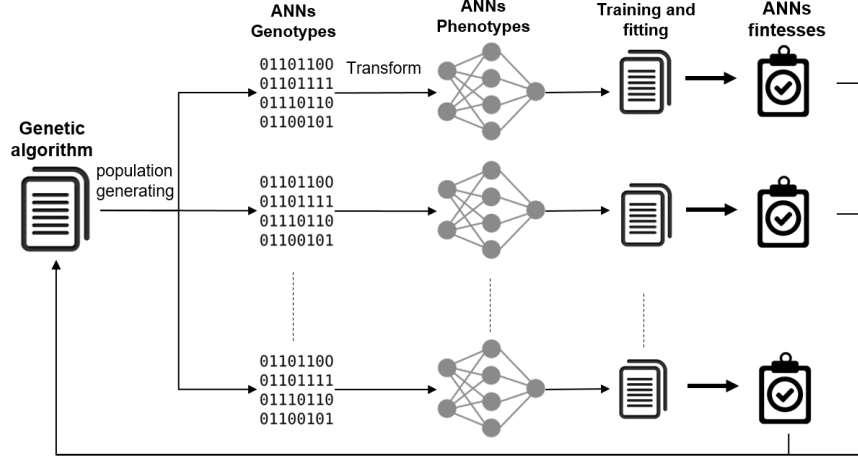 ANNs
Genotypes
ANNs
Phenotypes
Training and
fitting
ANNs
fintesses
01101100
01101111
01110110
01100101
Transform
Genetic
algorithm
population
generating
01101100
01101111
01110110
01100101
01101100
01101111
01110110
01100101